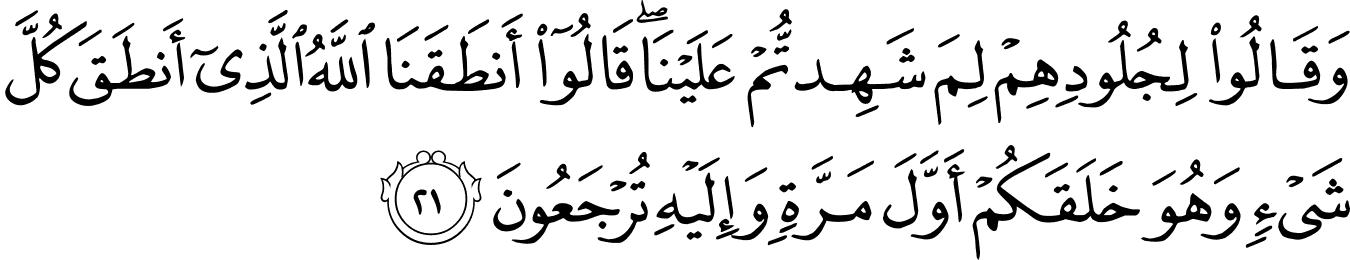 وَقَالُوا۟ لِجُلُودِهِمْ لِمَ شَهِدتُّمْ عَلَيْنَا ۖ قَالُوٓا۟ أَنطَقَنَا ٱللَّهُ ٱلَّذِىٓ أَنطَقَ كُلَّ
شَىْءٍ وَهُوَ خَلَقَكُمْ أَوَّلَ مَرَّةٍ وَإِلَيْهِ تُرْجَعُونَ ٢١